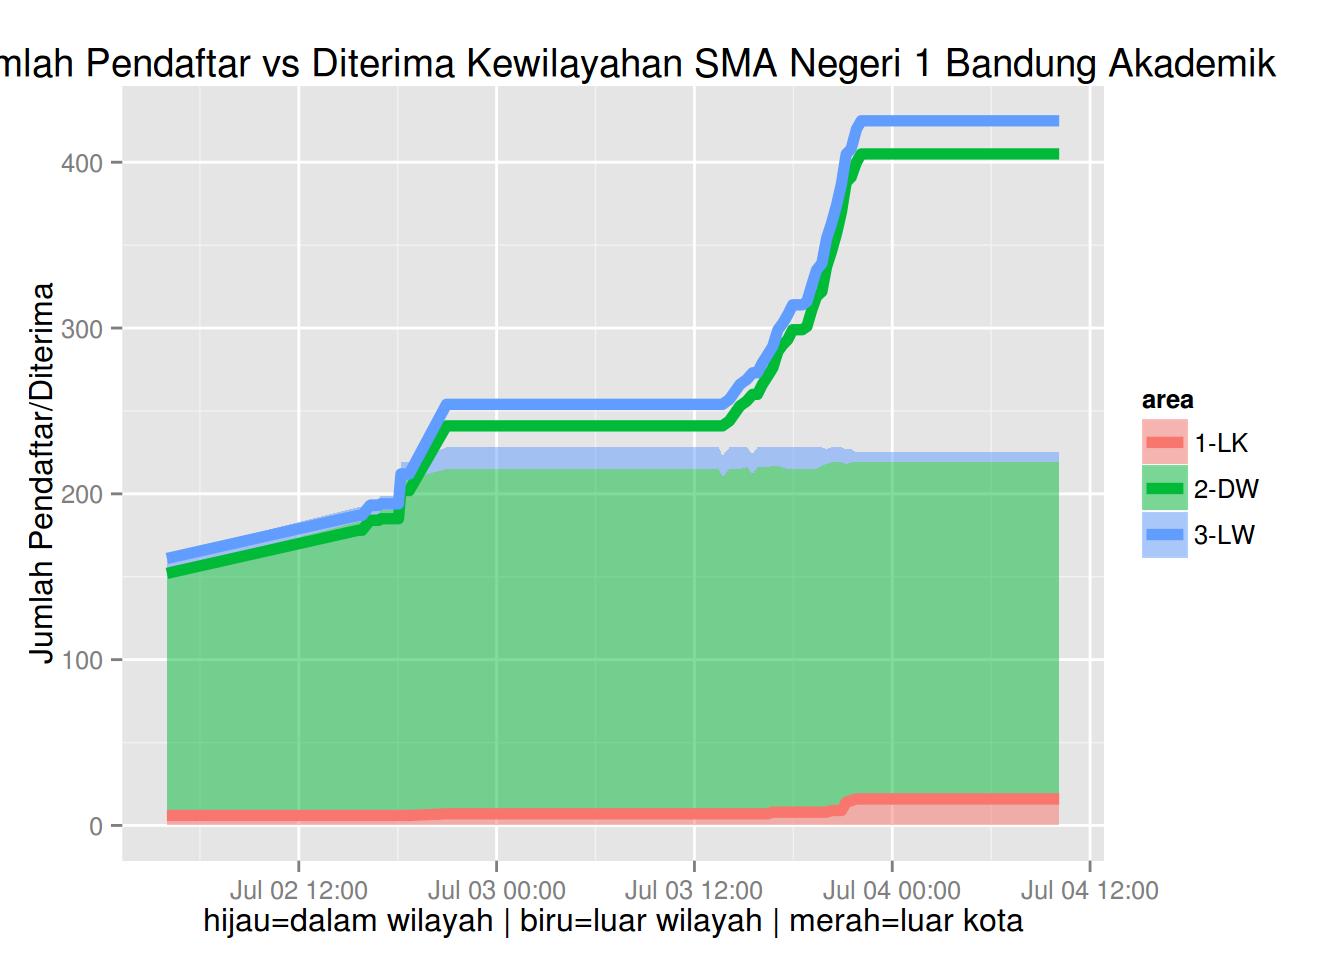 mlah Pendaftar vs Diterima Kewilayahan SMA Negeri 1 Bandung Akademik
Jumlah Pendaftar/Diterima
400
300
200
100
0
Jul 02 12:00
Jul 03 00:00
Jul 03 12:00
Jul 04 00:00
Jul 04 12:00
hijau=dalam wilayah | biru=luar wilayah | merah=luar kota
area
1-LK
2-DW
3-LW